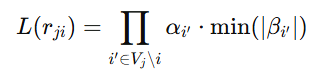 L(r_{ji}) = \prod_{i' \in V_j \setminus i} \alpha_{i'} \cdot \min(|\beta_{i'}|)